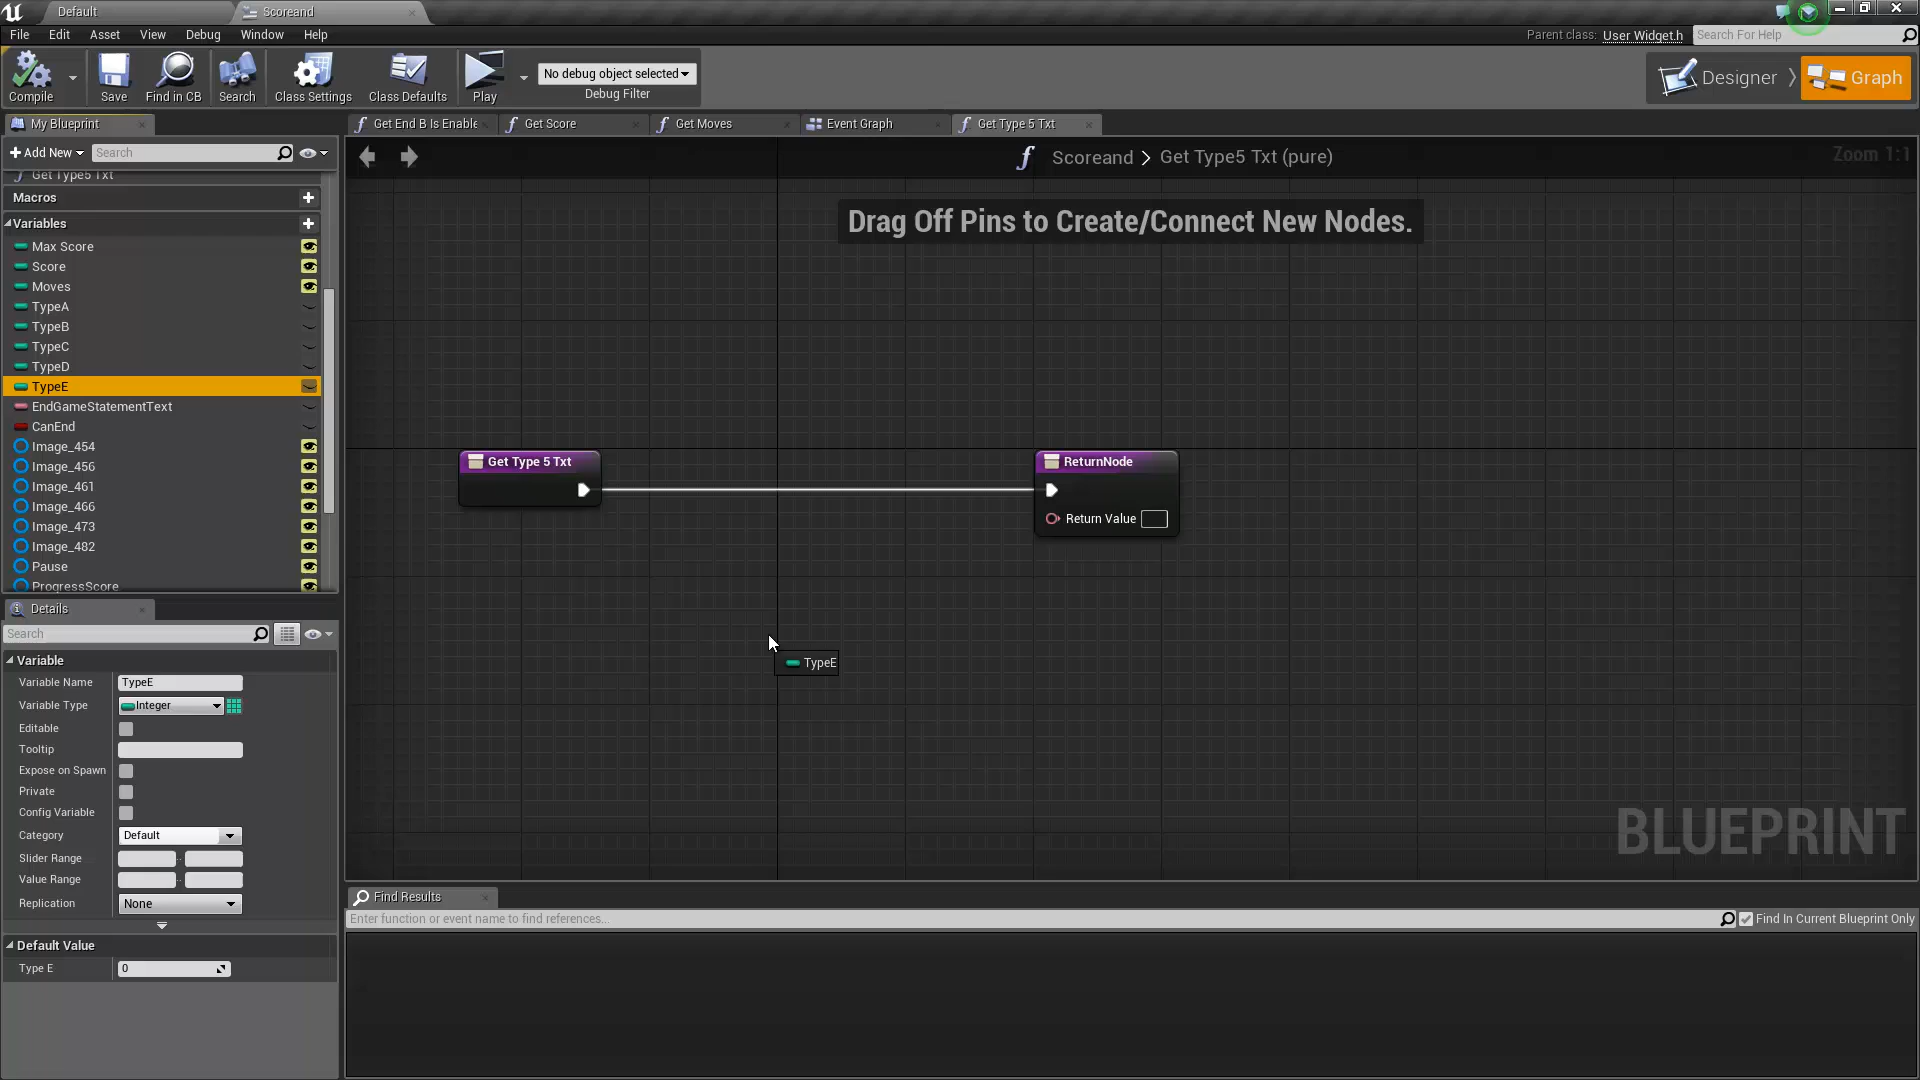 Default
Scoreand
File Edit Asset View Debug Window Help
Parent class: User Widget.h
Search For Help
Compile
Save
Find in CB
Search
Class Settings
Class Defaults
Play
No debug object selected
Debug Filter
Designer
Graph
My Blueprint
Get End B Is Enable
Get Score
Get Moves
Event Graph
Get Type 5 Txt
Add New
Search
Scoreand > Get Type5 Txt (pure)
Zoom 1:1
Get Type5 Txt
Macros
Variables
Drag Off Pins to Create/Connect New Nodes.
Max Score
Score
Moves
TypeA
TypeB
TypeC
TypeD
TypeE
EndGameStatementText
CanEnd
Image_454
Image_456
Image_461
Image_466
Image_473
Image_482
Pause
ProgressScore
Get Type 5 Txt
ReturnNode
Return Value
TypeE
BLUEPRINT
Details
Search
Variable
Variable Name TypeE
Variable Type Integer
Editable
Tooltip
Expose on Spawn
Private
Config Variable
Category Default
Slider Range
Value Range
Replication None
Default Value
Type E 0
Find Results
Enter function or event name to find references...
Find In Current Blueprint Only